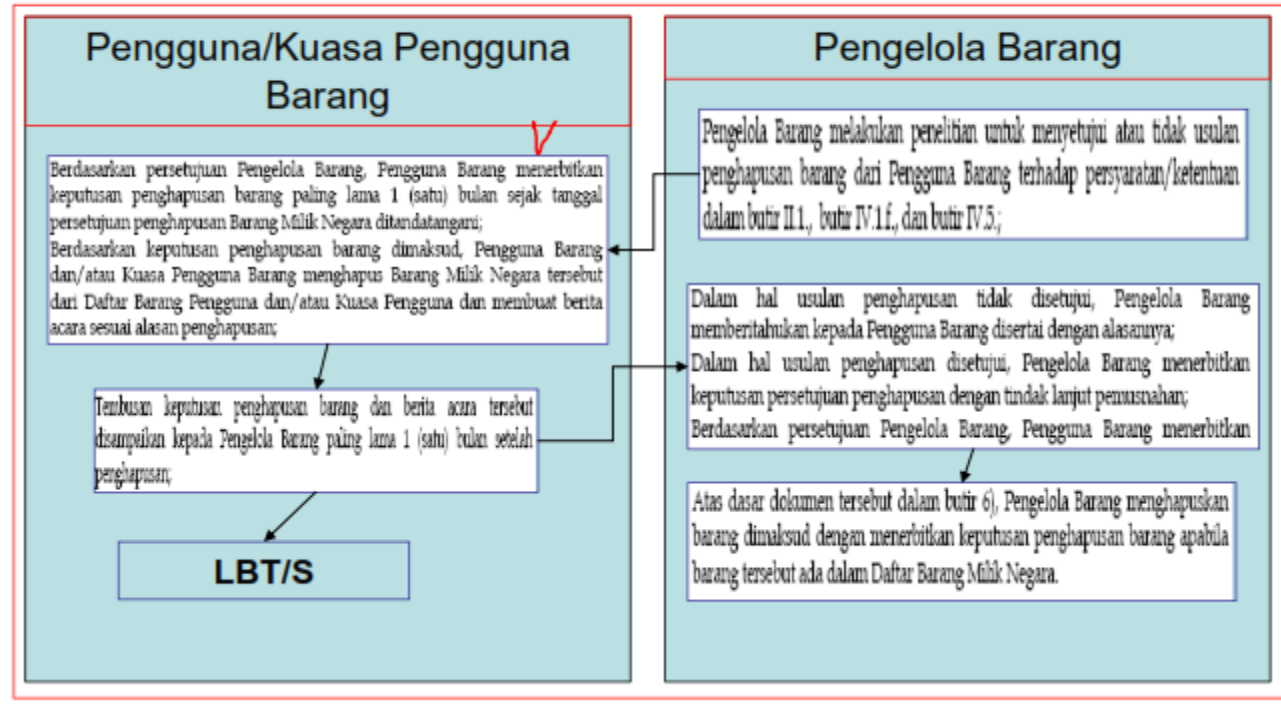 Pengguna/Kuasa Pengguna
Barang
Berdasarkan persetujuan Pengelola Barang, Pengguna Barang menerbitkan
keputusan penghapusan barang paling lama 1 (satu) bulan sejak tanggal
persetujuan penghapusan Barang Milik Negara ditandatangani;
Berdasarkan keputusan penghapusan barang dimaksud, Pengguna Barang
dan/atau Kuasa Pengguna Barang menghapus Barang Milik Negara tersebut
dari Daftar Barang Pengguna dan/atau Kuasa Pengguna dan membuat berita
acara sesuai alasan penghapusan;
Tembusan keputusan penghapusan barang dan berita acara tersebut
disampaikan kepada Pengelola Barang paling lama 1 (satu) bulan setelah
penghapusan;
LBT/S
Pengelola Barang
Pengelola Barang melakukan penelitian untuk menyetujui atau tidak usulan
penghapusan barang dari Pengguna Barang terhadap persyaratan/ketentuan
dalam butir II.1., butir IV.1.f., dan butir IV.5.;
Dalam hal usulan penghapusan tidak disetujui, Pengelola Barang
memberitahukan kepada Pengguna Barang disertai dengan alasannya;
Dalam hal usulan penghapusan disetujui, Pengelola Barang menerbitkan
keputusan persetujuan penghapusan dengan tindak lanjut pemusnahan;
Berdasarkan persetujuan Pengelola Barang, Pengguna Barang menerbitkan
Atas dasar dokumen tersebut dalam butir 6), Pengelola Barang menghapuskan
barang dimaksud dengan menerbitkan keputusan penghapusan barang apabila
barang tersebut ada dalam Daftar Barang Milik Negara.